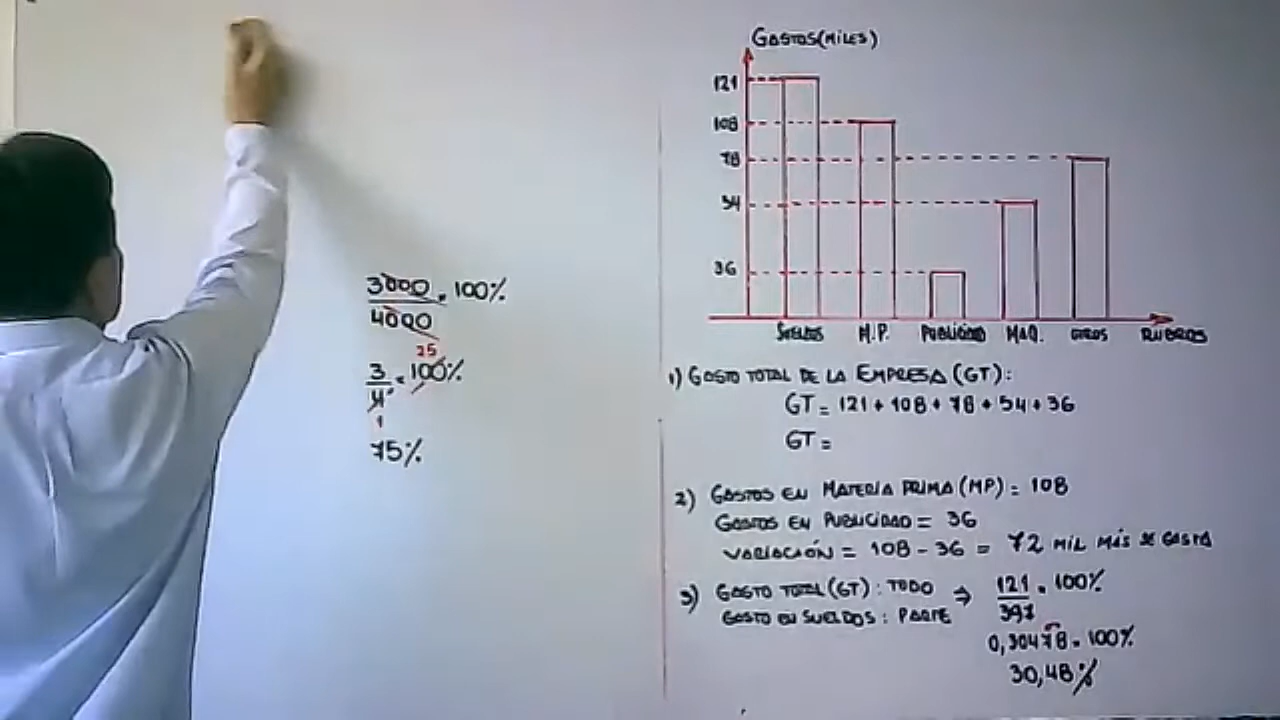 3000 . 100%
4000
25
3 . 100%
4
1
75%
GASTOS (MILES)
121
108
78
54
36
SUELDOS M.P. PUBLICIDAD MAQ. OTROS RUBROS
1) GASTO TOTAL DE LA EMPRESA (GT):
GT = 121 + 108 + 78 + 54 + 36
GT =
2) GASTOS EN MATERIA PRIMA (MP) = 108
GASTOS EN PUBLICIDAD = 36
VARIACIÓN = 108 - 36 = 72 MIL MÁS DE GASTO
3) GASTO TOTAL (GT) : TODO ⇒ 121 . 100%
GASTO EN SUELDOS : PARTE 397
0,30478 . 100%
30,48%